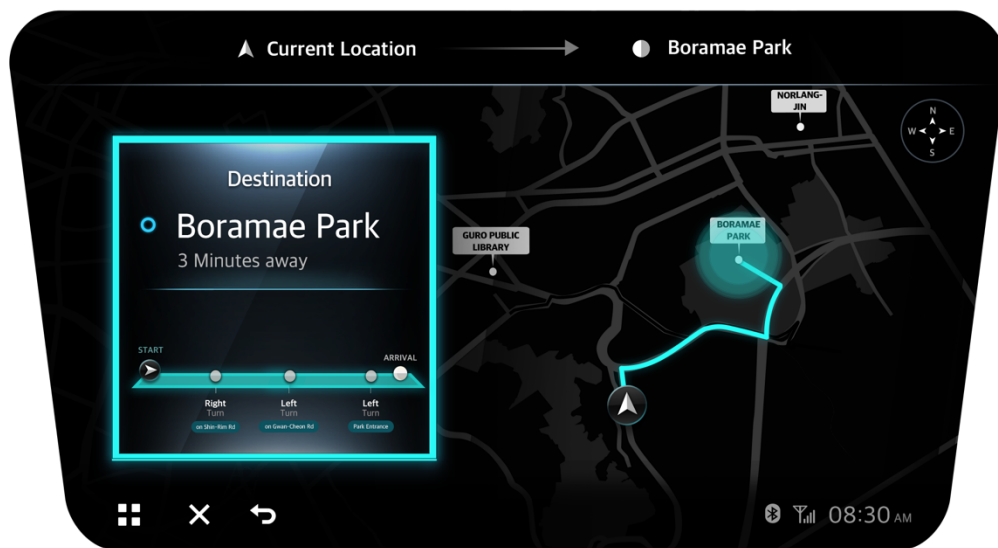 Current Location
Boramae Park
NORLANG-
JIN
N
W E
S
Destination
Boramae Park
3 Minutes away
BORAMAE
PARK
GURO PUBLIC
LIBRARY
START
ARRIVAL
Right
Turn
on Shin-Rim Rd
Left
Turn
on Gwan-Cheon Rd
Left
Turn
Park Entrance
08:30 AM